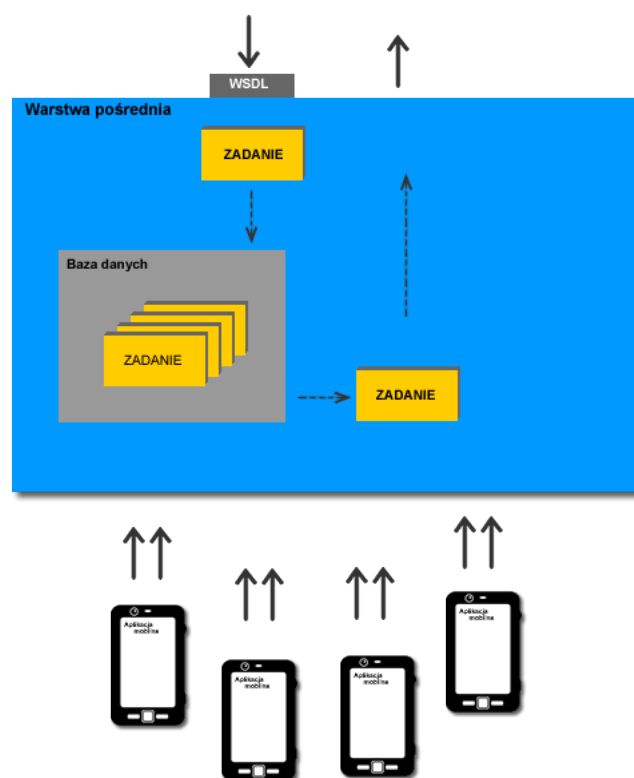 WSDL
Warstwa pośrednia
ZADANIE
Baza danych
ZADANIE
ZADANIE
Aplikacja
mobilna
Aplikacja
mobilna
Aplikacja
mobilna
Aplikacja
mobilna